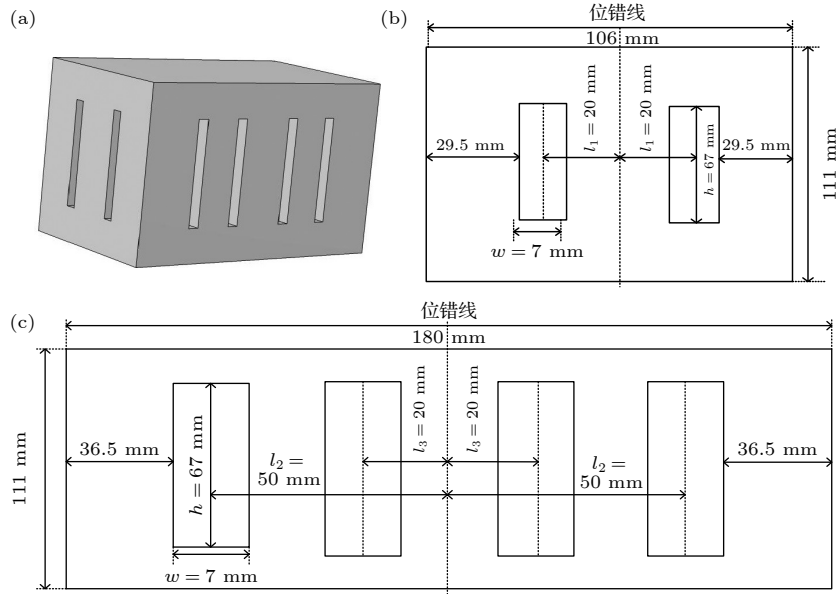 (a)
(b)
位错线
106 mm
l₁ = 20 mm
l₁ = 20 mm
29.5 mm
29.5 mm
h = 67 mm
111 mm
w = 7 mm
(c)
位错线
180 mm
l₃ = 20 mm
l₃ = 20 mm
36.5 mm
36.5 mm
111 mm
h = 67 mm
l₂ =
50 mm
l₂ =
50 mm
w = 7 mm